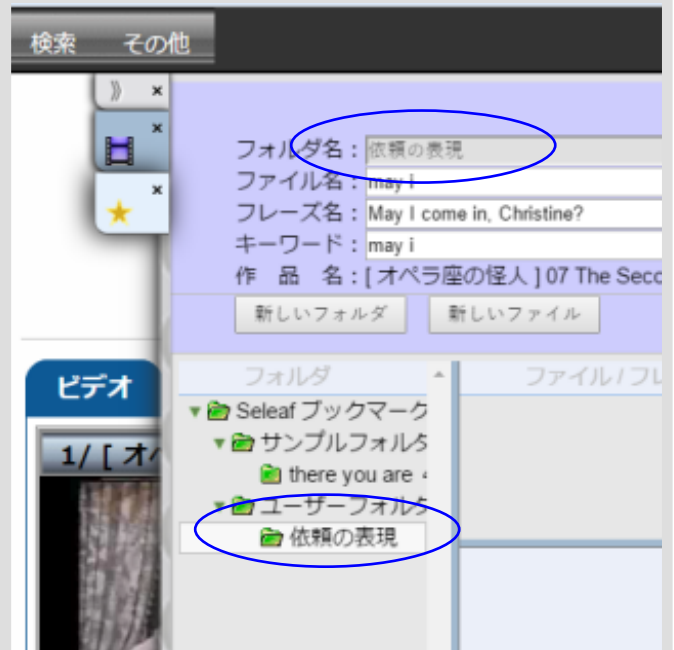 検索 その他
フォルダ名：依頼の表現
ファイル名：may i
フレーズ名：May I come in, Christine?
キーワード：may i
作 品 名：[ オペラ座の怪人 ] 07 The Seco
新しいフォルダ 新しいファイル
フォルダ ファイル / フレ
ビデオ
Seleaf ブックマーク
サンプルフォルダ
1/ [ オペ
there you are
ユーザーフォルダ
依頼の表現